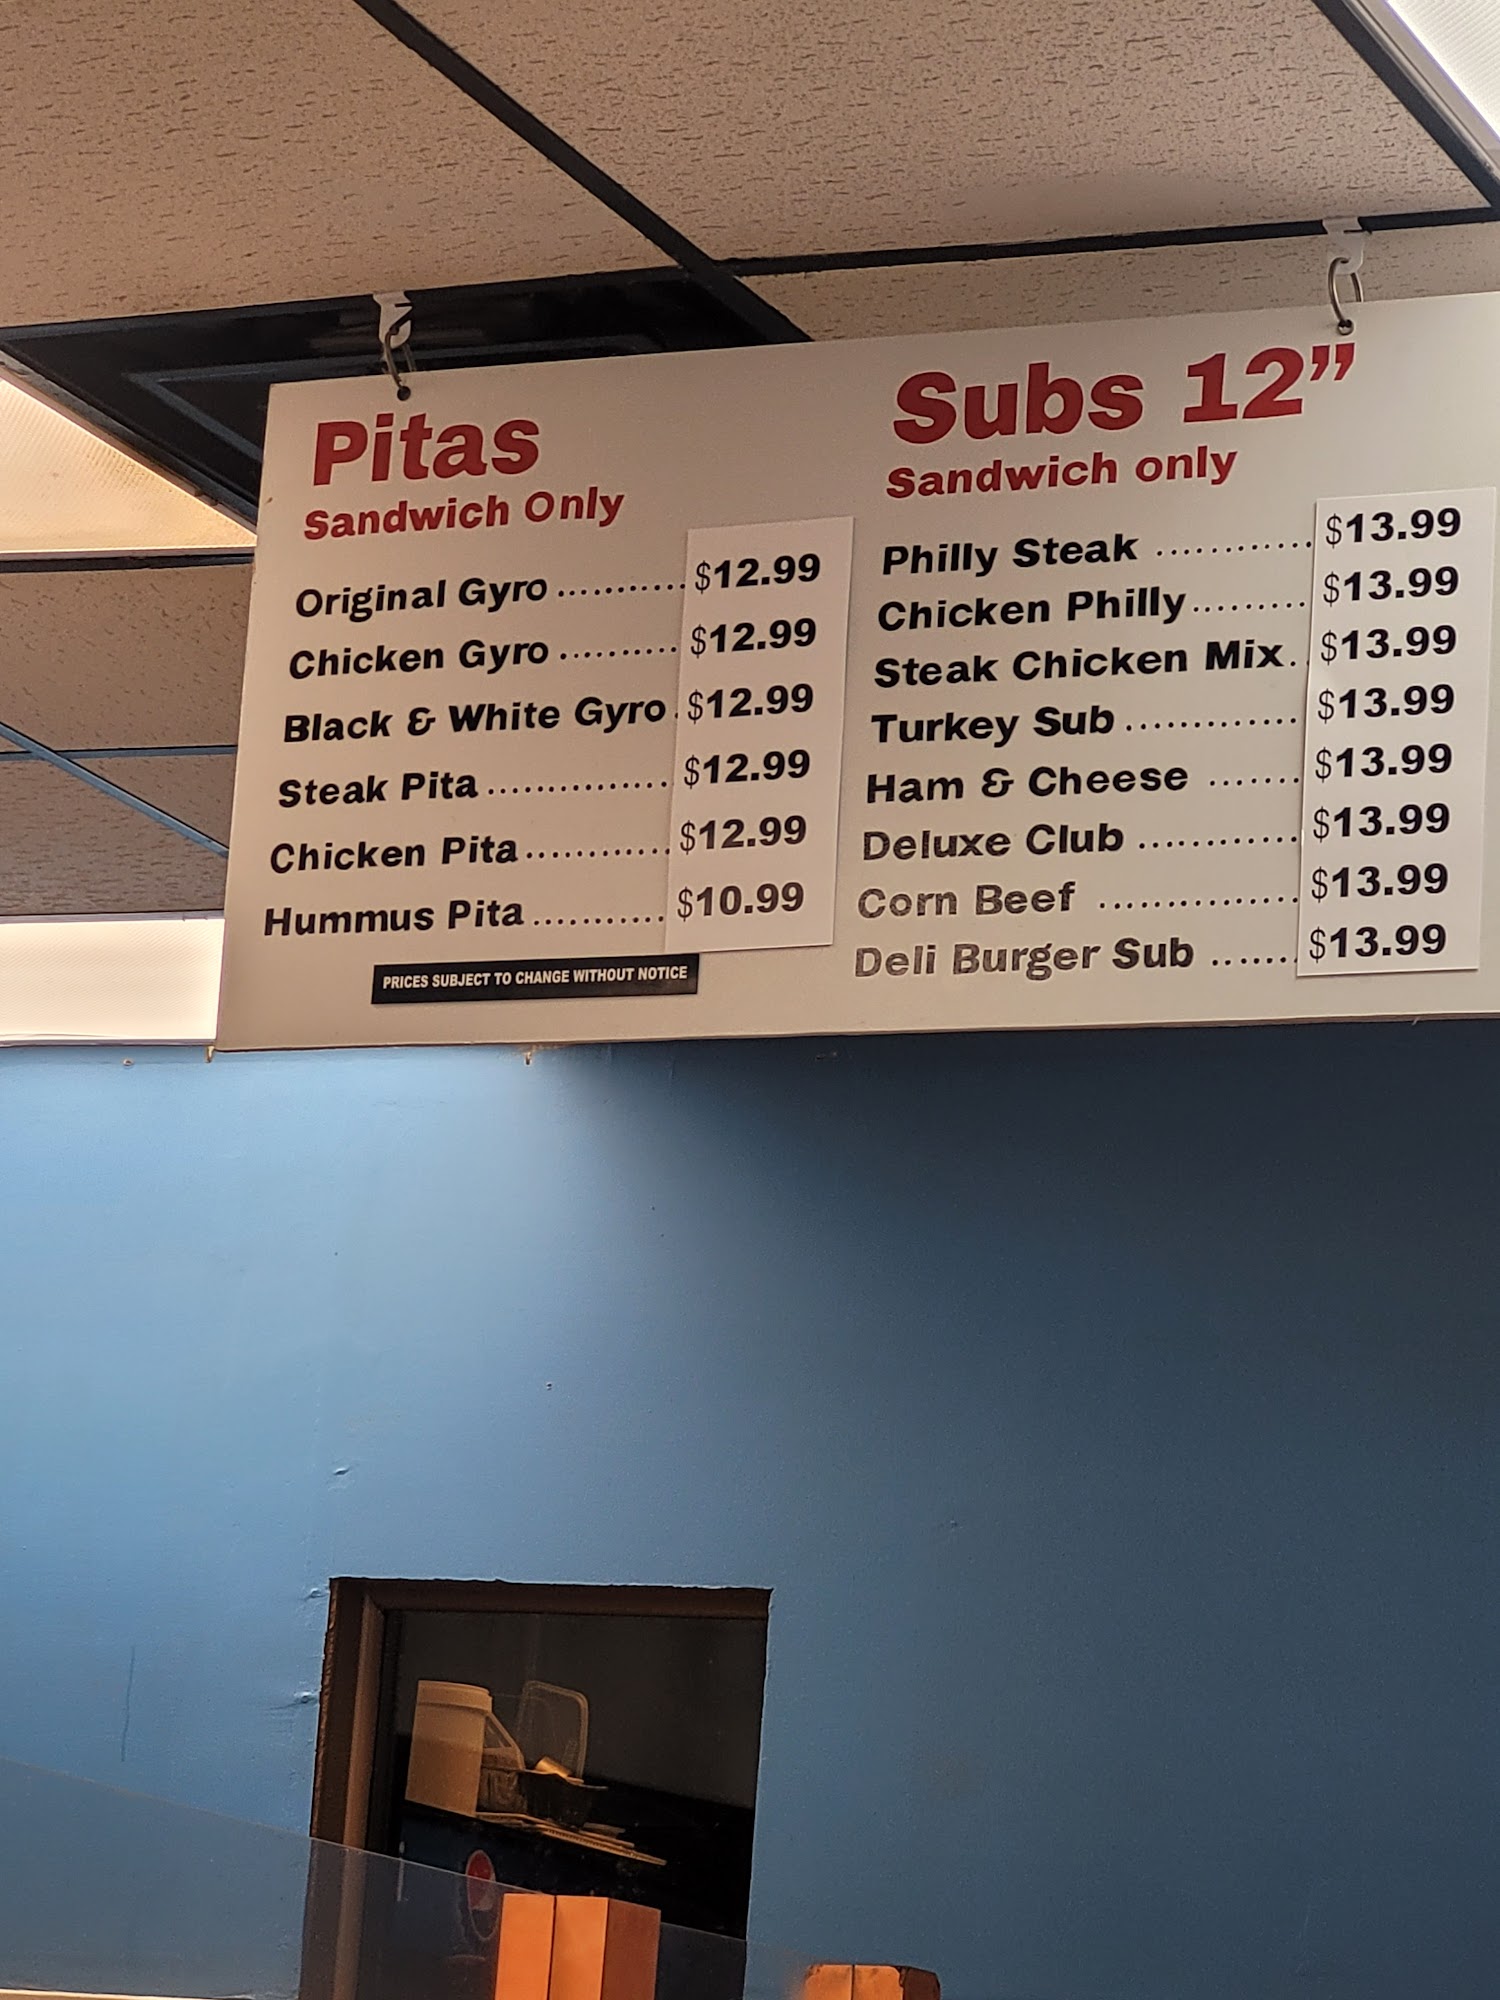 Pitas
Sandwich Only
Original Gyro .......... $12.99
Chicken Gyro .......... $12.99
Black & White Gyro . $12.99
Steak Pita .............. $12.99
Chicken Pita ............ $12.99
Hummus Pita ........... $10.99
PRICES SUBJECT TO CHANGE WITHOUT NOTICE
Subs 12”
Sandwich only
Philly Steak ............ $13.99
Chicken Philly ......... $13.99
Steak Chicken Mix .. $13.99
Turkey Sub ............. $13.99
Ham & Cheese ....... $13.99
Deluxe Club ............ $13.99
Corn Beef ............... $13.99
Deli Burger Sub ....... $13.99